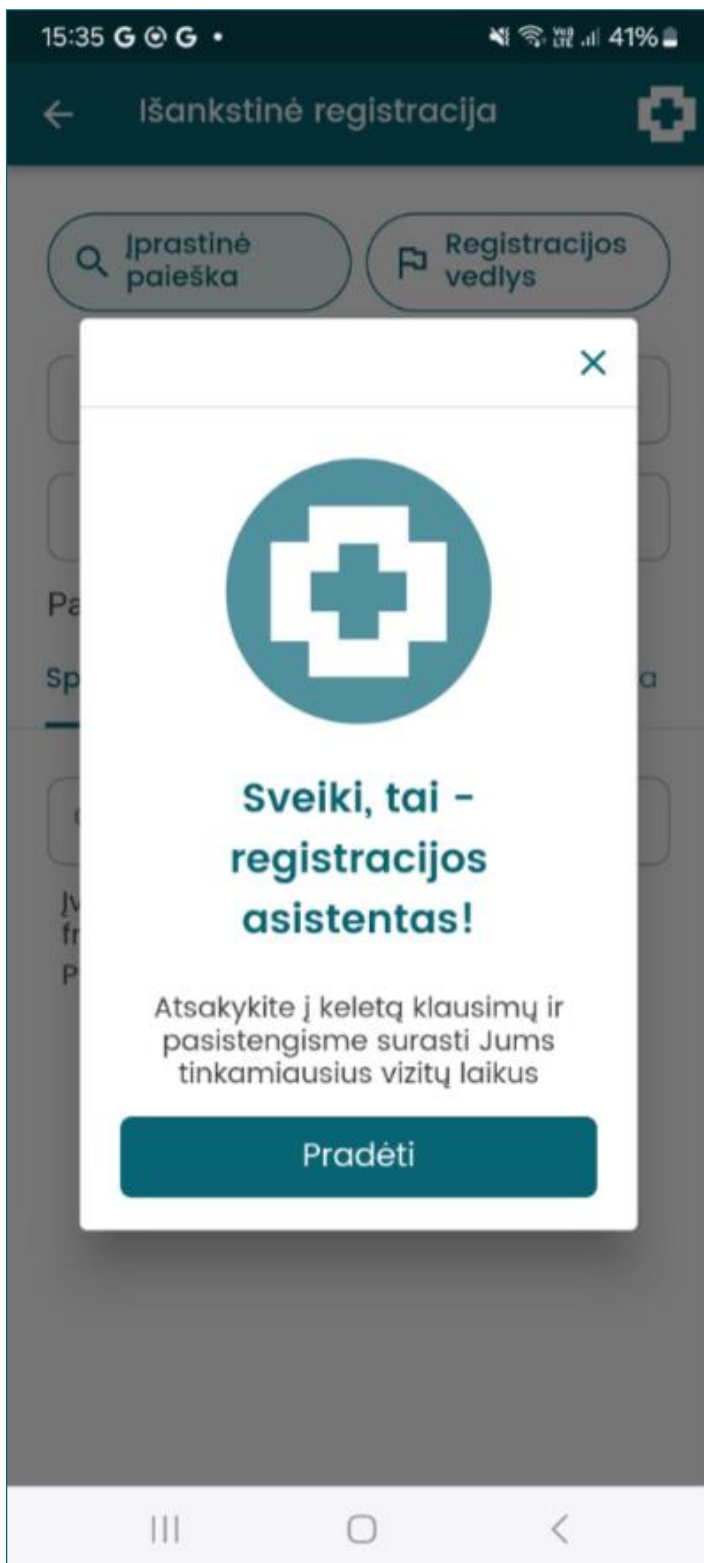 15:35 G G • 41%
Išankstinė registracija
Įprastinė
paieška
Registracijos
vedlys
Sveiki, tai –
registracijos
asistentas!
Atsakykite į keletą klausimų ir
pasistengisme surasti Jums
tinkamiausius vizitų laikus
Pradėti